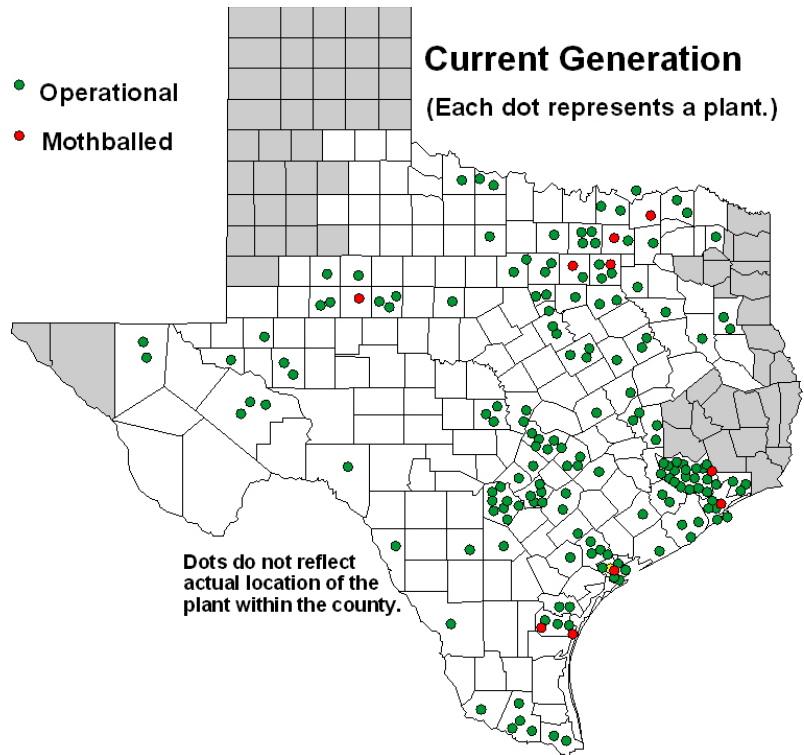 Current Generation
(Each dot represents a plant.)
Operational
Mothballed
Dots do not reflect
actual location of the
plant within the county.